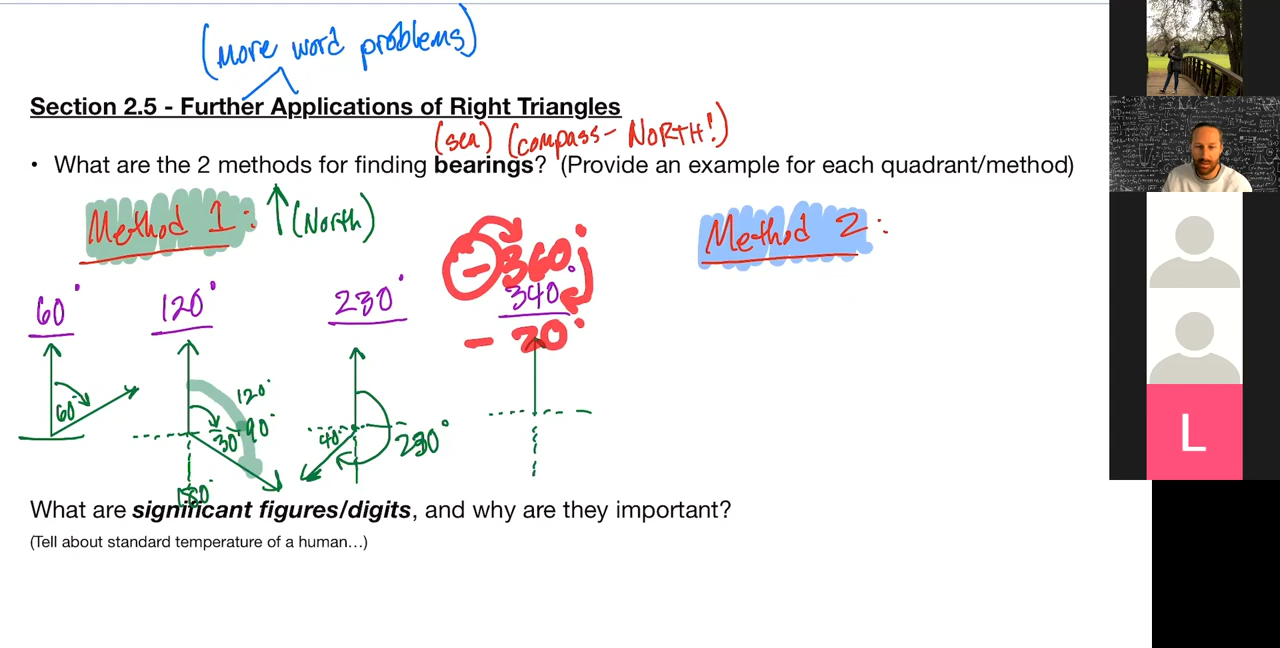 (more word problems)
Section 2.5 - Further Applications of Right Triangles
(sea) (compass - NORTH!)
• What are the 2 methods for finding bearings? (Provide an example for each quadrant/method)
Method 1: ↑(North)
Method 2:
- 360°
60° 120° 230° 340°
- 20°
60° 120° 30° 90° 180°
40° 230°
What are significant figures/digits, and why are they important?
(Tell about standard temperature of a human…)
L